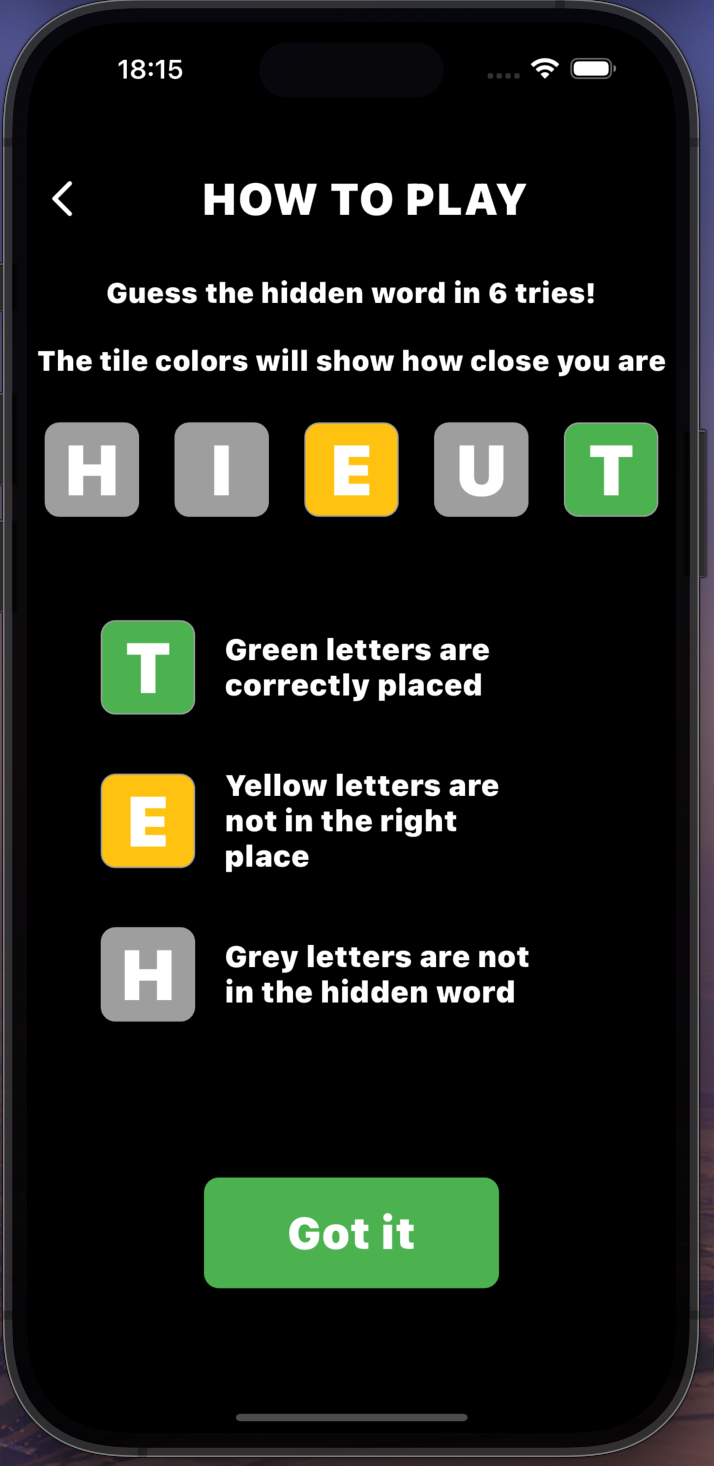 18:15
HOW TO PLAY
Guess the hidden word in 6 tries!
The tile colors will show how close you are
H I E U T
T
Green letters are
correctly placed
E
Yellow letters are
not in the right
place
H
Grey letters are not
in the hidden word
Got it